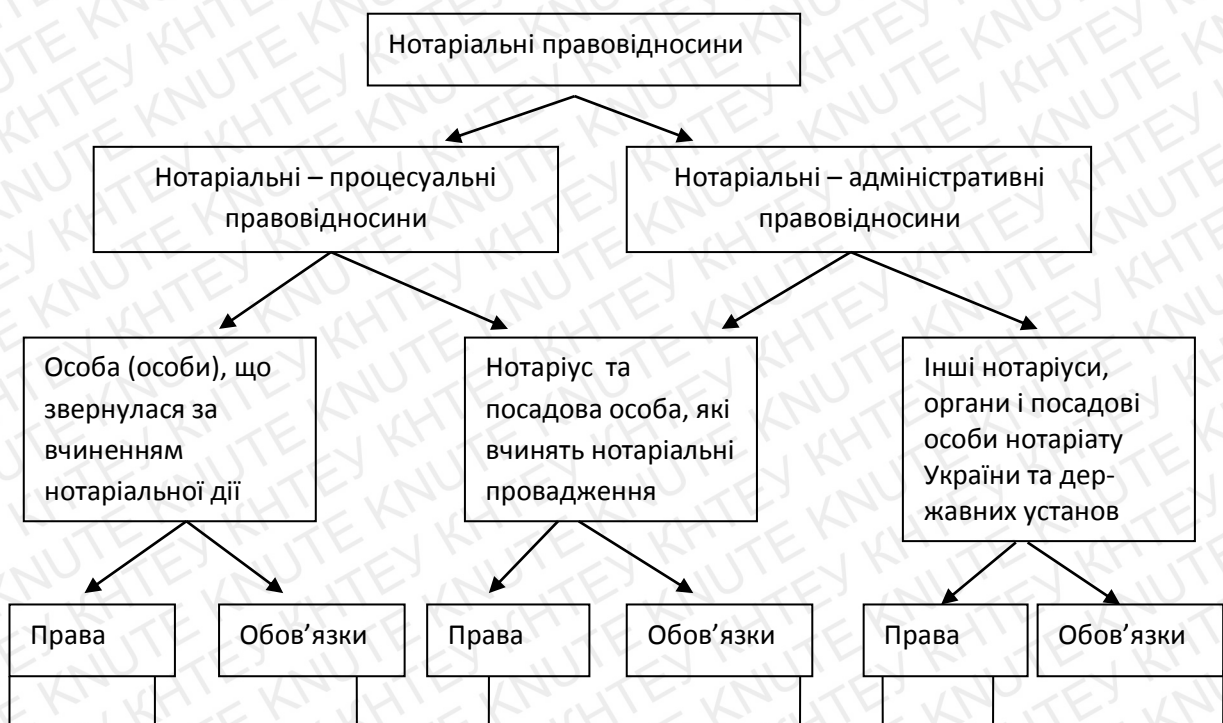 Нотаріальні правовідносини
Нотаріальні – процесуальні
правовідносини
Нотаріальні – адміністративні
правовідносини
Особа (особи), що
звернулася за
вчиненням
нотаріальної дії
Нотаріус та
посадова особа, які
вчинять нотаріальні
провадження
Інші нотаріуси,
органи і посадові
особи нотаріату
України та дер-
жавних установ
Права
Обов’язки
Права
Обов’язки
Права
Обов’язки